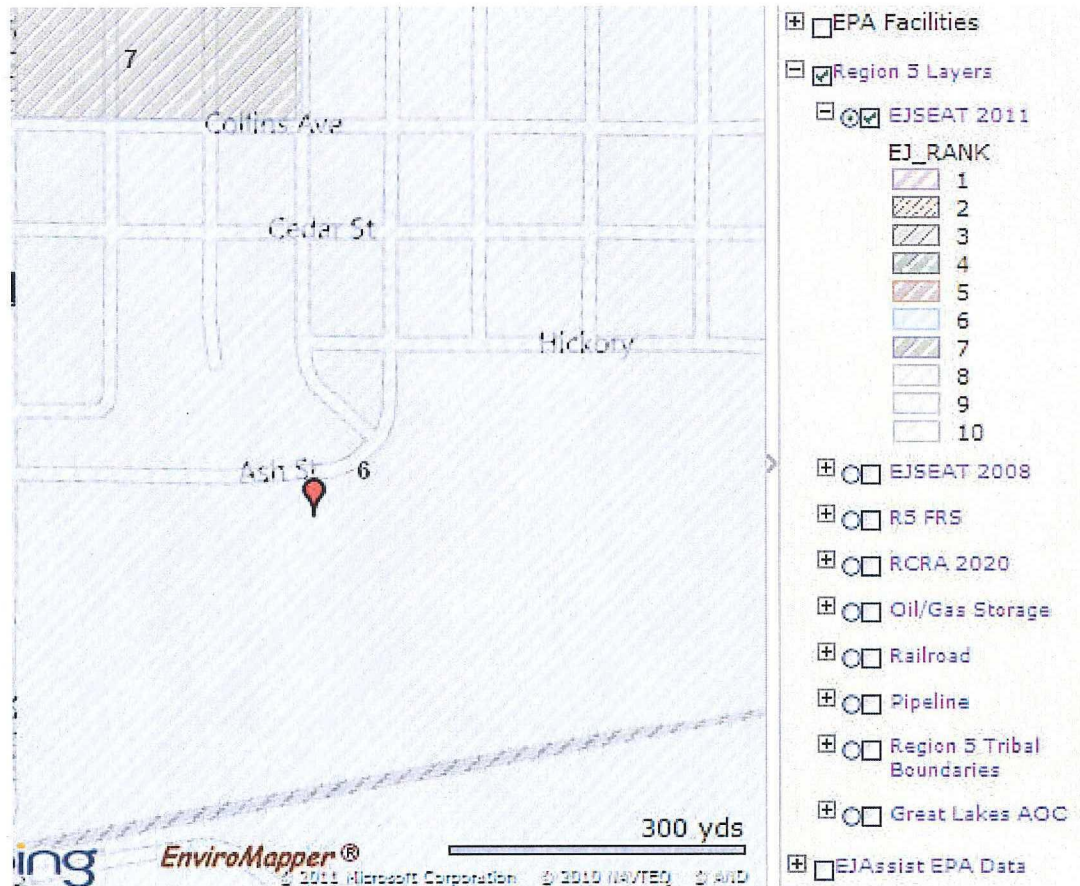 7
Collins Ave
Cedar St
Hickory
Ash St
6
300 yds
ing
EnviroMapper ®
© 2011 Microsoft Corporation © 2010 NAVTEQ © AND
EPA Facilities
Region 5 Layers
EJSEAT 2011
EJ_RANK
1
2
3
4
5
6
7
8
9
10
EJSEAT 2008
R5 FRS
RCRA 2020
Oil/Gas Storage
Railroad
Pipeline
Region 5 Tribal
Boundaries
Great Lakes AOC
EJAssist EPA Data